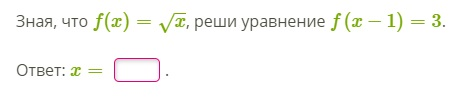 Зная, что f(x) = √x, реши уравнение f(x − 1) = 3.
Ответ: x = .